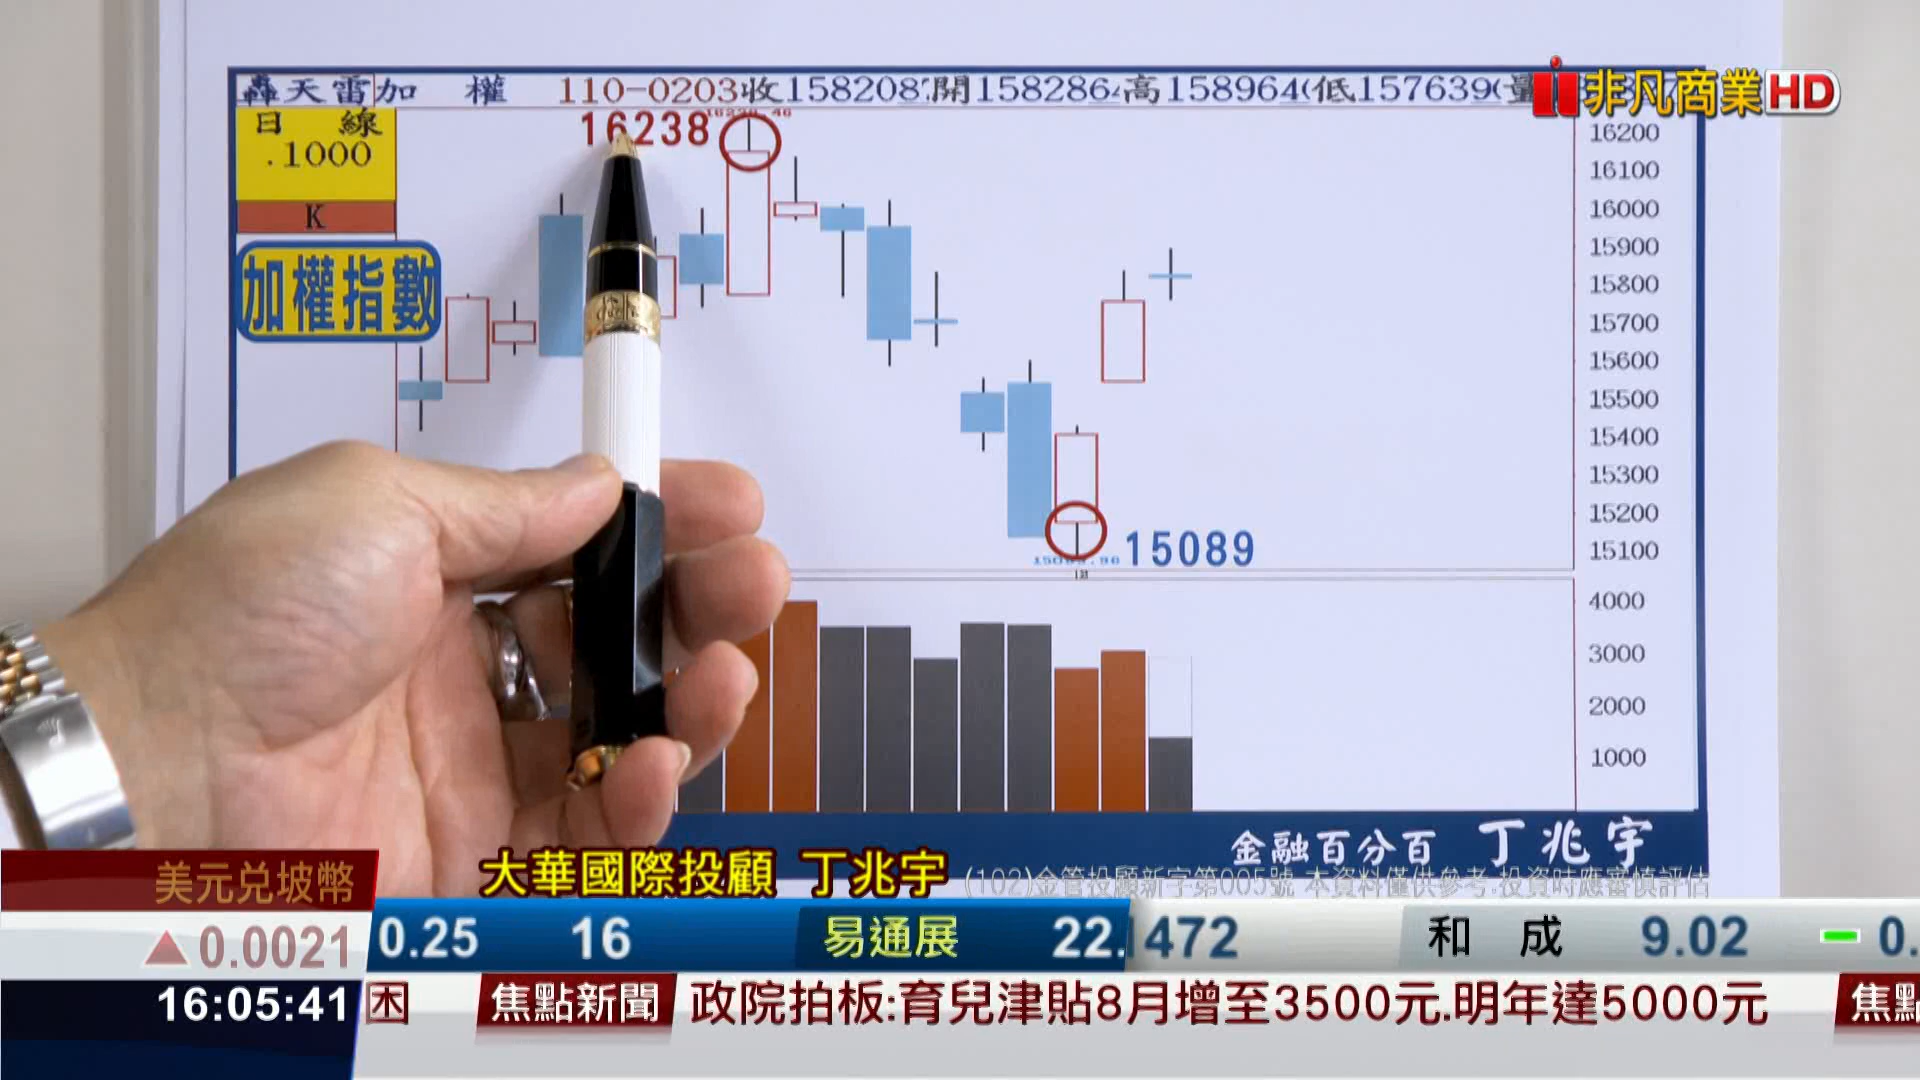 轟天雷加 權 110-0203收158208 開158286 高158964 低157639 量
非凡商業HD
日 線
.1000
K
加權指數
16238
16200
16100
16000
15900
15800
15700
15600
15500
15400
15300
15200
15100
15089
4000
3000
2000
1000
金融百分百 丁兆宇
大華國際投顧 丁兆宇 (102)金管投顧新字第005號 本資料僅供參考,投資時應審慎評估
美元兌坡幣
▲0.0021
0.25 16 易通展 22. 472 和 成 9.02 0.
16:05:41 木 焦點新聞 政院拍板:育兒津貼8月增至3500元.明年達5000元 焦點